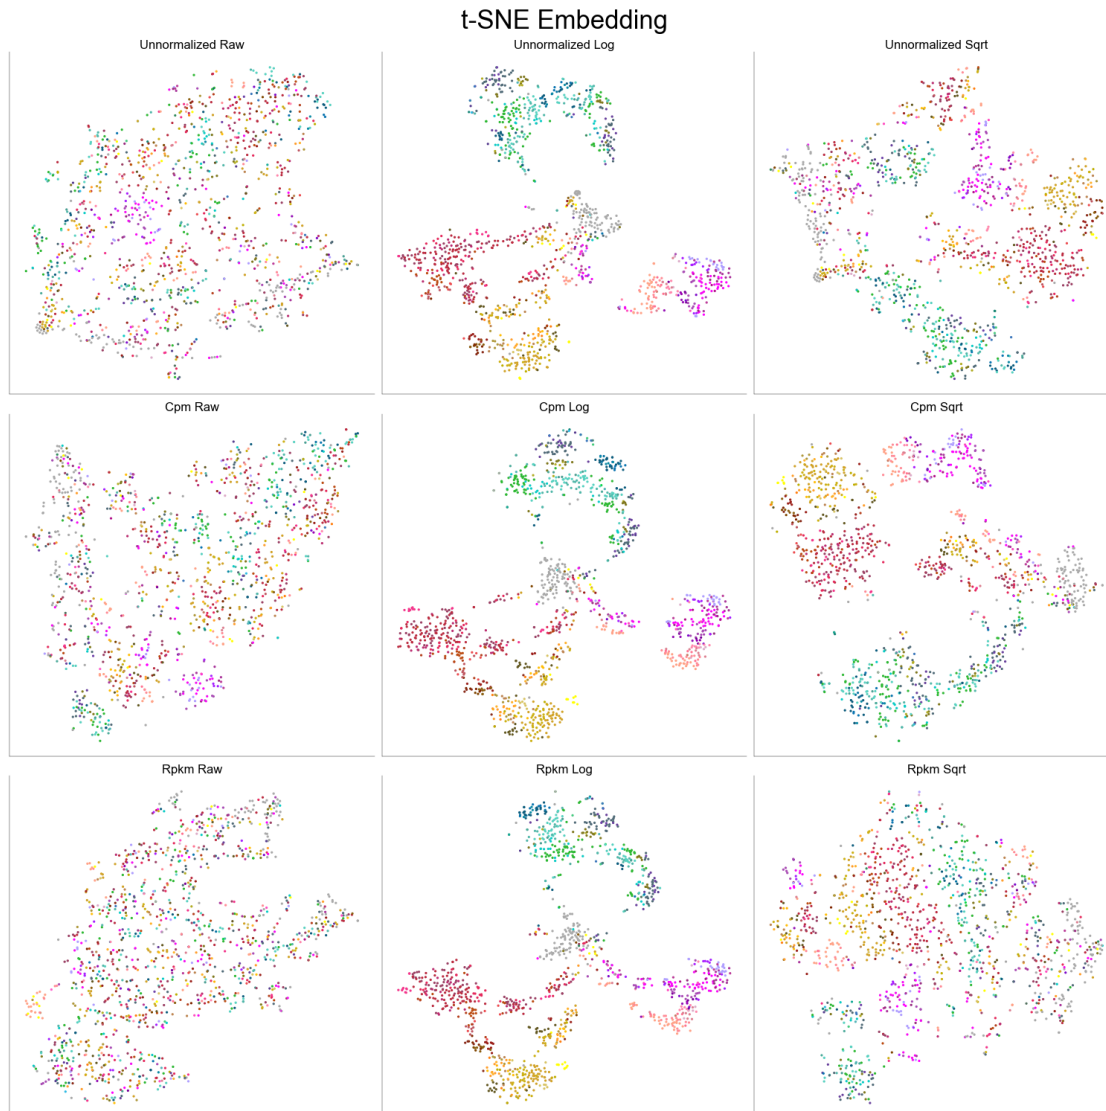 t-SNE Embedding
Unnormalized Raw
Unnormalized Log
Unnormalized Sqrt
Cpm Raw
Cpm Log
Cpm Sqrt
Rpkm Raw
Rpkm Log
Rpkm Sqrt